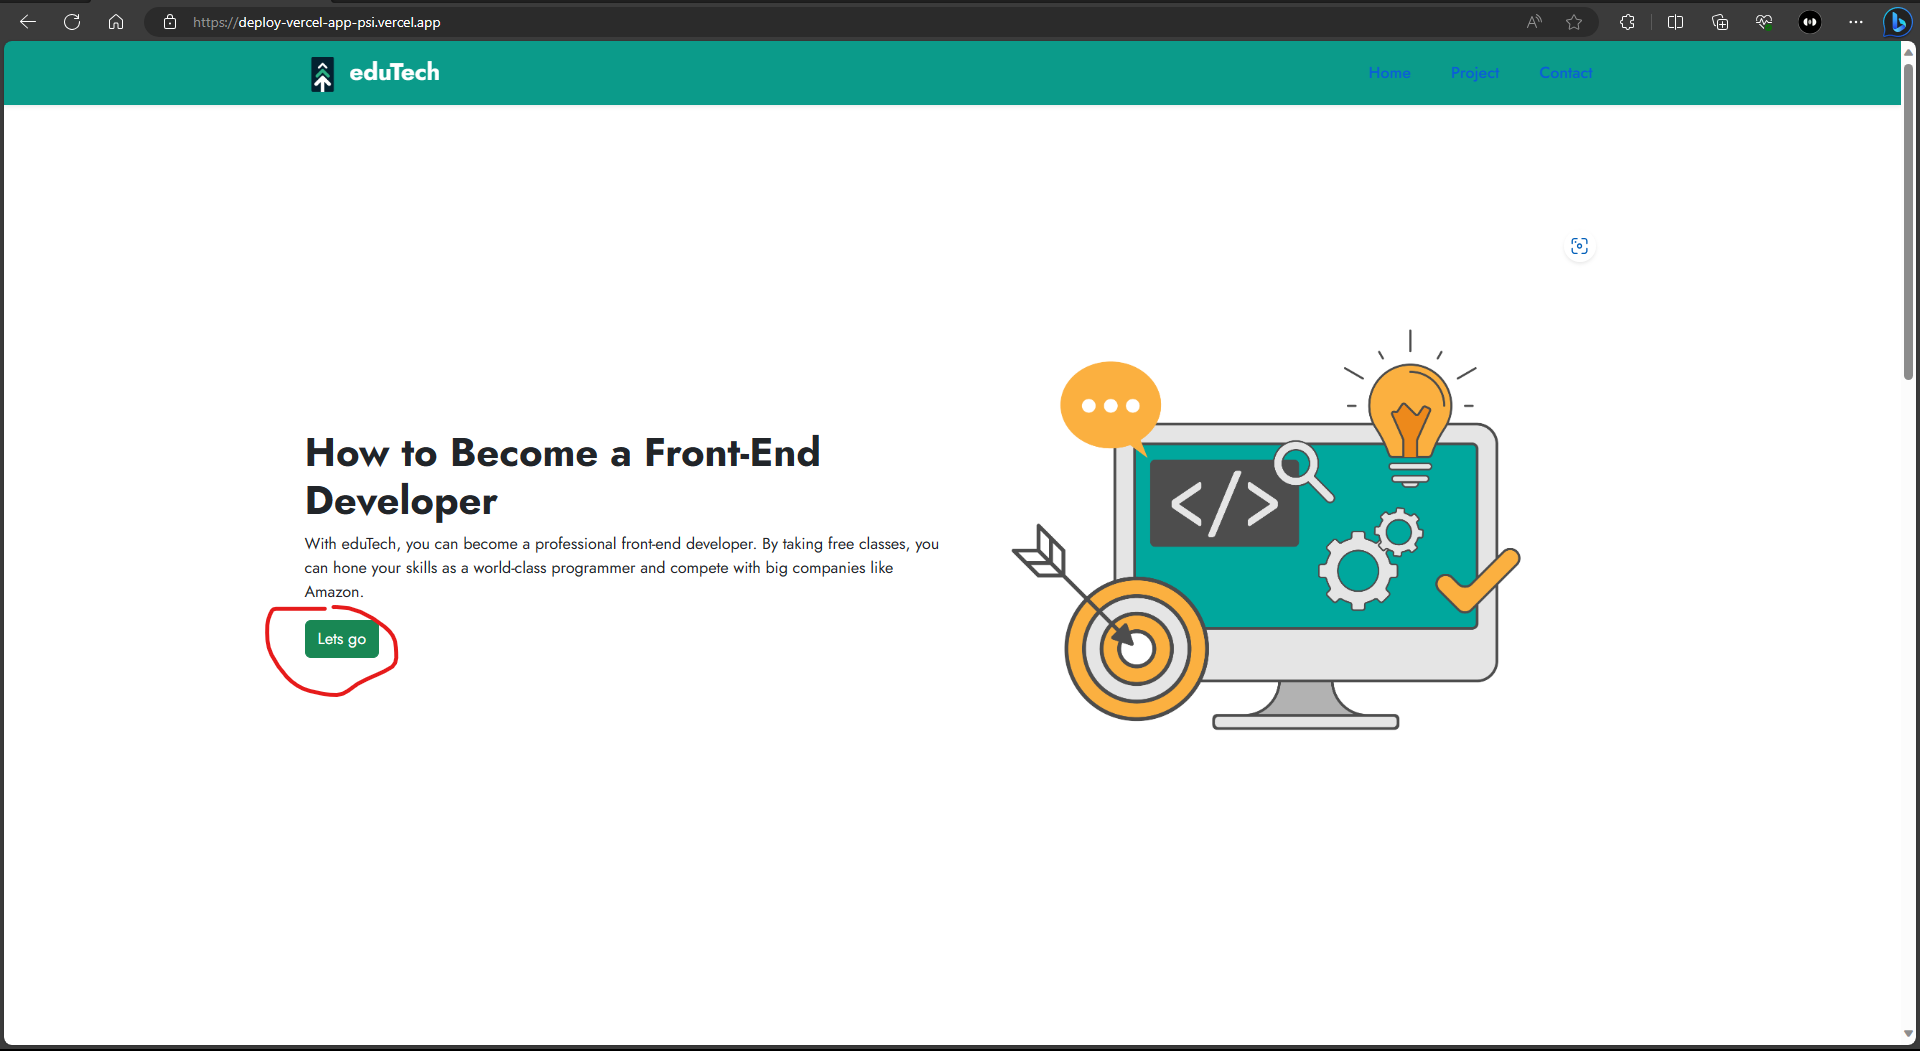 https://deploy-vercel-app-psi.vercel.app
eduTech
Home Project Contact
How to Become a Front-End
Developer
With eduTech, you can become a professional front-end developer. By taking free classes, you
can hone your skills as a world-class programmer and compete with big companies like
Amazon.
Lets go
</>